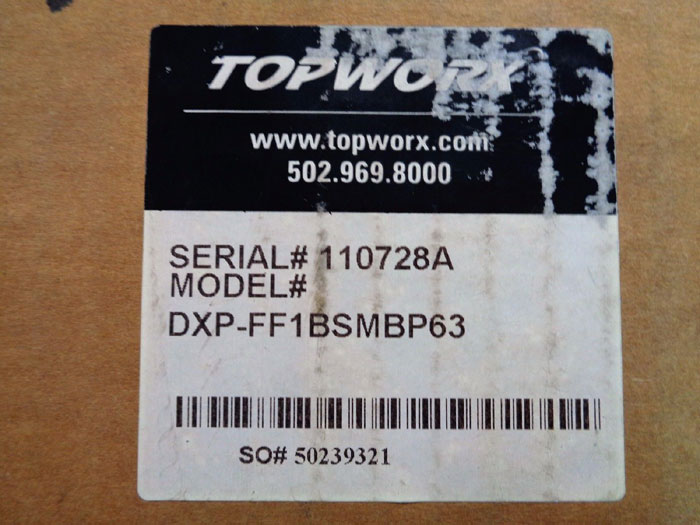 TOPWORX
www.topworx.com
502.969.8000
SERIAL# 110728A
MODEL#
DXP-FF1BSMBP63
SO# 50239321